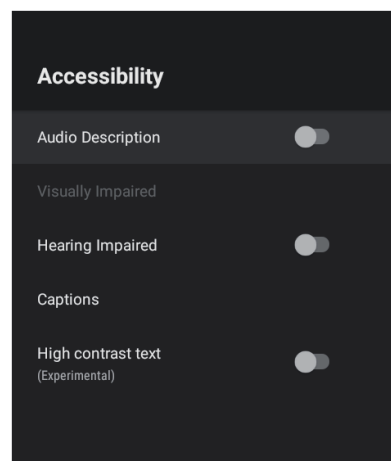 Accessibility
Audio Description
Visually Impaired
Hearing Impaired
Captions
High contrast text
(Experimental)